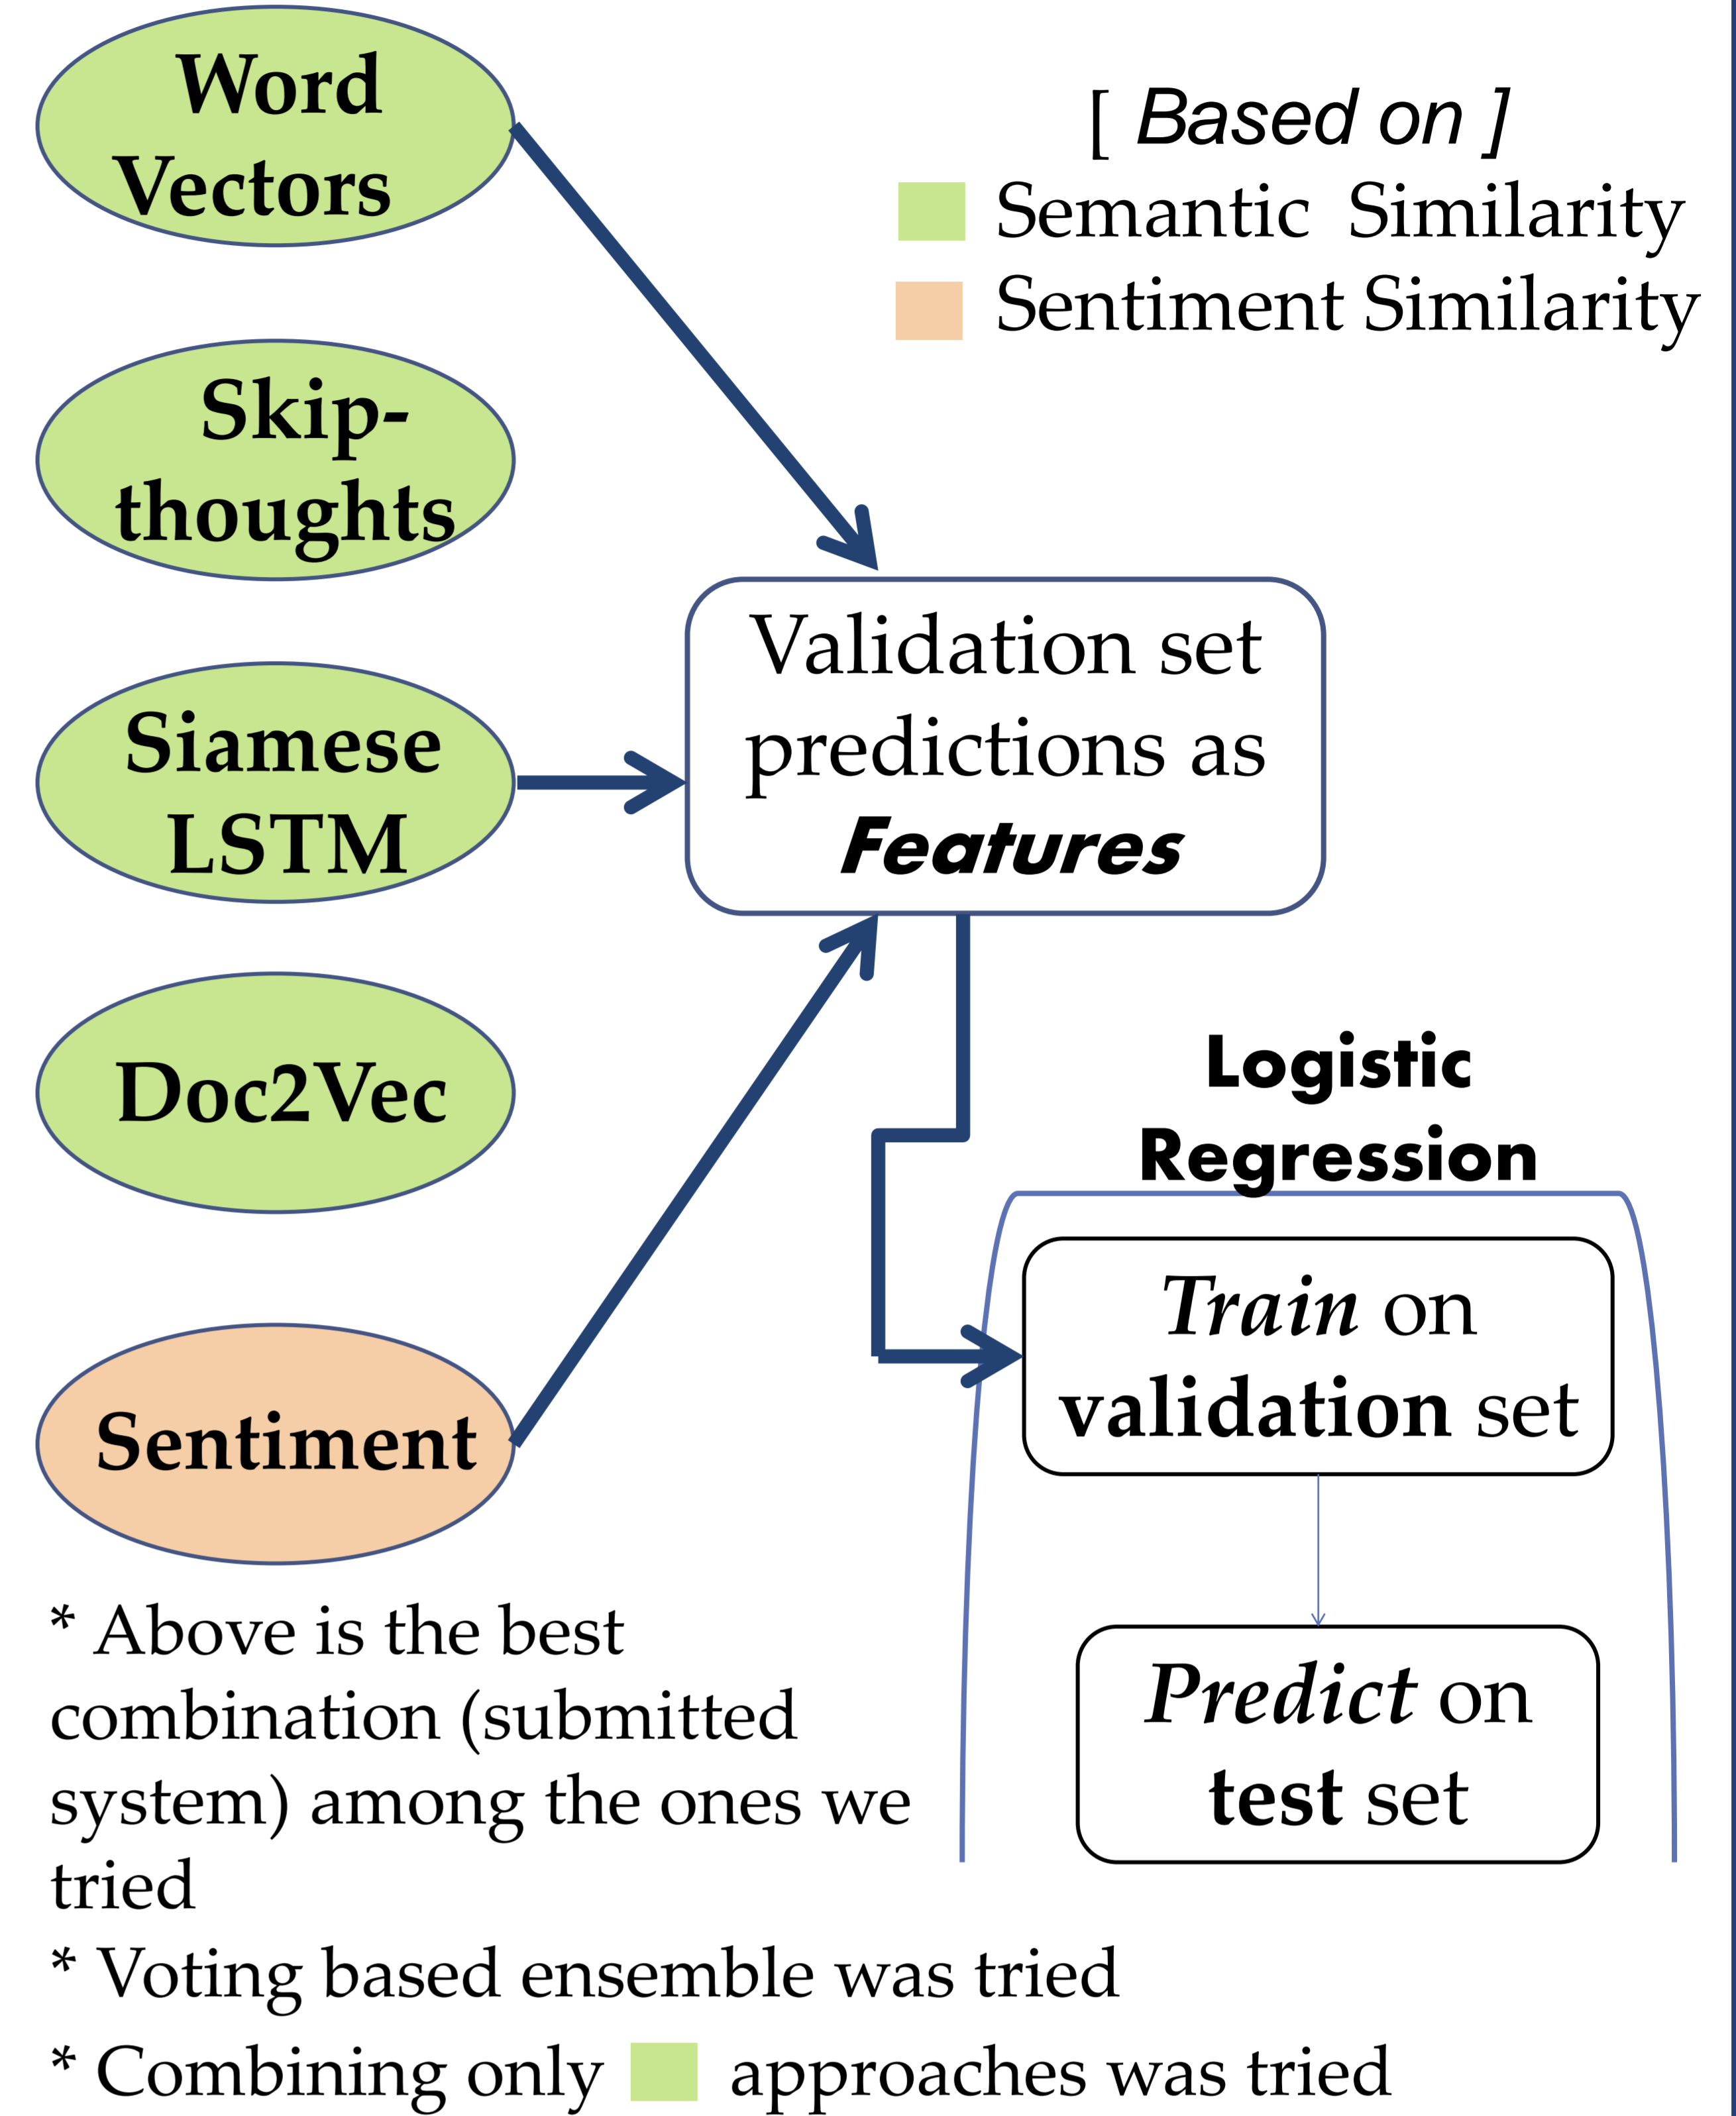 Word
Vectors
[ Based on ]
Semantic Similarity
Sentiment Similarity
Skip-
thoughts
Validation set
predictions as
Features
Siamese
LSTM
Doc2Vec
Logistic
Regression
Train on
validation set
Sentiment
Predict on
test set
* Above is the best
combination (submitted
system) among the ones we
tried
* Voting based ensemble was tried
* Combining only approaches was tried